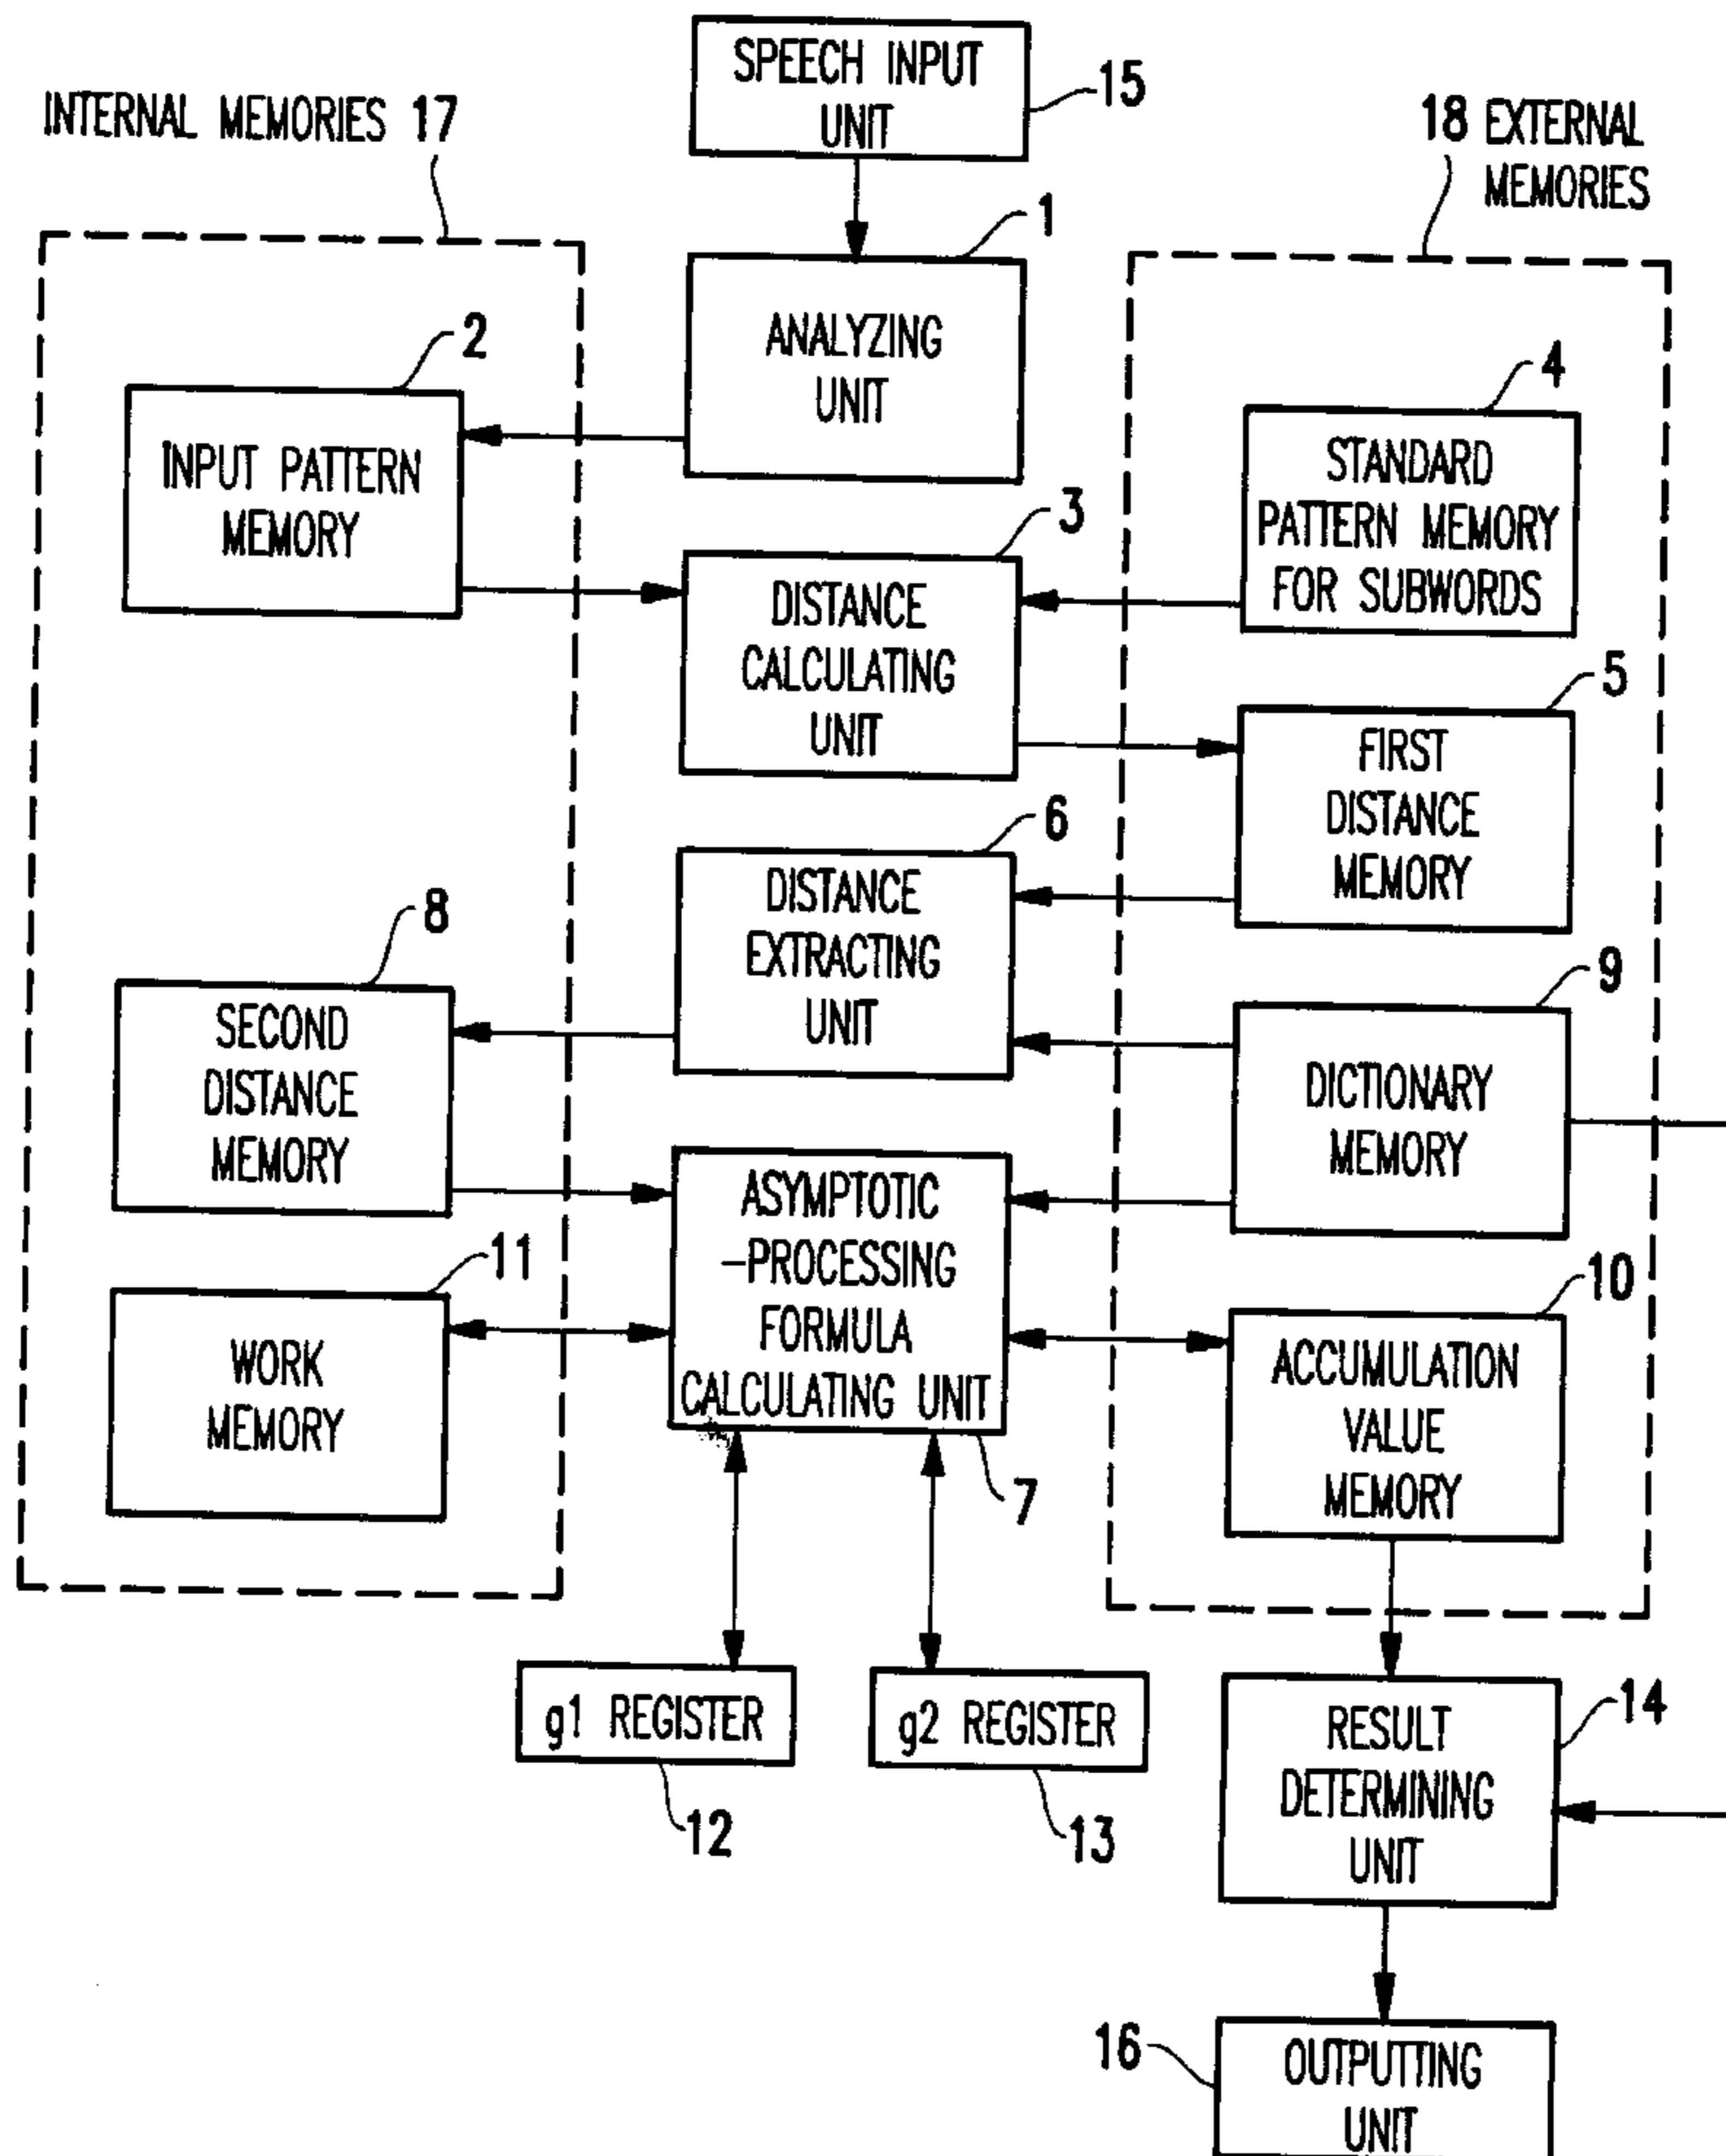 SPEECH INPUT
UNIT
15
INTERNAL MEMORIES 17
18 EXTERNAL
MEMORIES
1
ANALYZING
UNIT
2
INPUT PATTERN
MEMORY
4
STANDARD
PATTERN MEMORY
FOR SUBWORDS
3
DISTANCE
CALCULATING
UNIT
5
FIRST
DISTANCE
MEMORY
6
DISTANCE
EXTRACTING
UNIT
8
SECOND
DISTANCE
MEMORY
9
DICTIONARY
MEMORY
ASYMPTOTIC
-PROCESSING
FORMULA
CALCULATING UNIT
7
11
WORK
MEMORY
10
ACCUMULATION
VALUE
MEMORY
g1 REGISTER
12
g2 REGISTER
13
RESULT
DETERMINING
UNIT
14
16
OUTPUTTING
UNIT